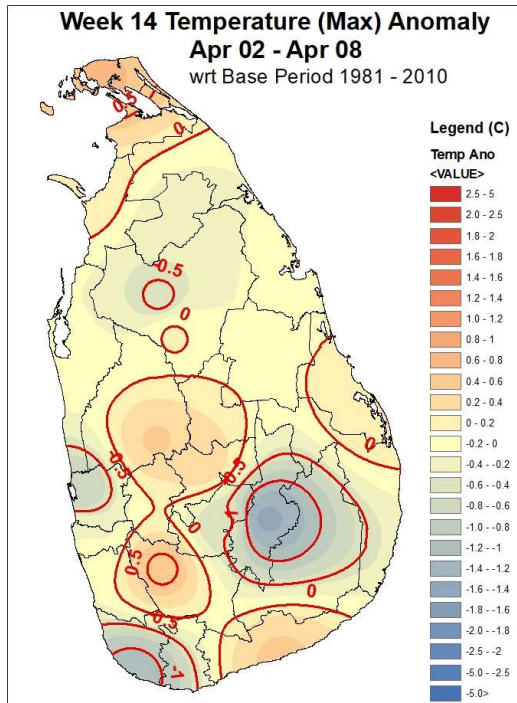 Week 14 Temperature (Max) Anomaly
Apr 02 - Apr 08
wrt Base Period 1981 - 2010
Legend (C)
Temp Ano
<VALUE>
2.5 - 5
2.0 - 2.5
1.8 - 2
1.6 - 1.8
1.4 - 1.6
1.2 - 1.4
1.0 - 1.2
0.8 - 1
0.6 - 0.8
0.4 - 0.6
0.2 - 0.4
0 - 0.2
-0.2 - 0
-0.4 - -0.2
-0.6 - -0.4
-0.8 - -0.6
-1.0 - -0.8
-1.2 - -1
-1.4 - -1.2
-1.6 - -1.4
-1.8 - -1.6
-2.0 - -1.8
-2.5 - -2
-5.0 - -2.5
-5.0>
0.5
1
0
-0.5
0
0
-0.5
-0.5
-1
0
0.5
0
-0.5
-1